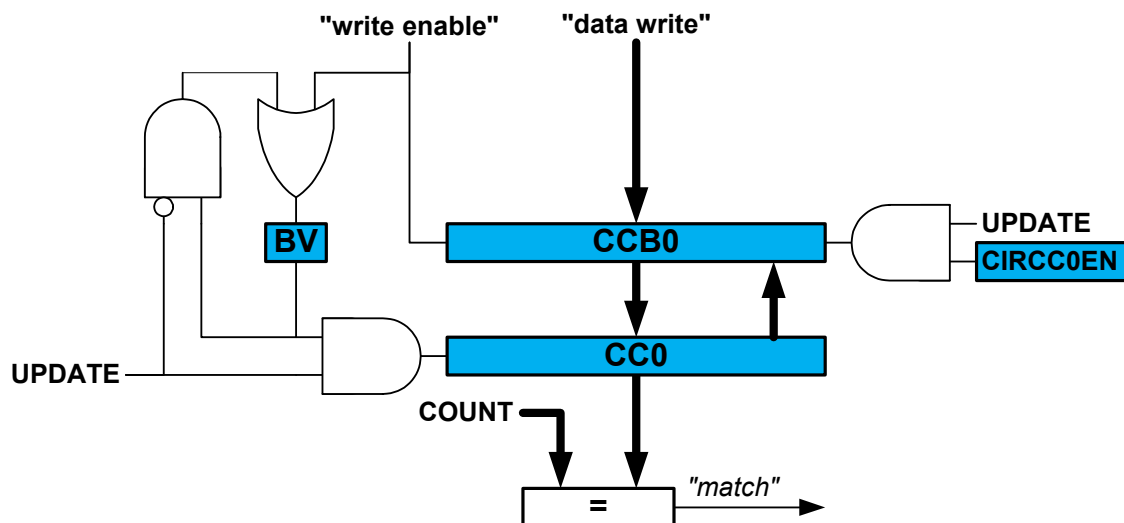 "write enable"
"data write"
BV
CCB0
UPDATE
CIRCC0EN
CC0
UPDATE
COUNT
=
"match"